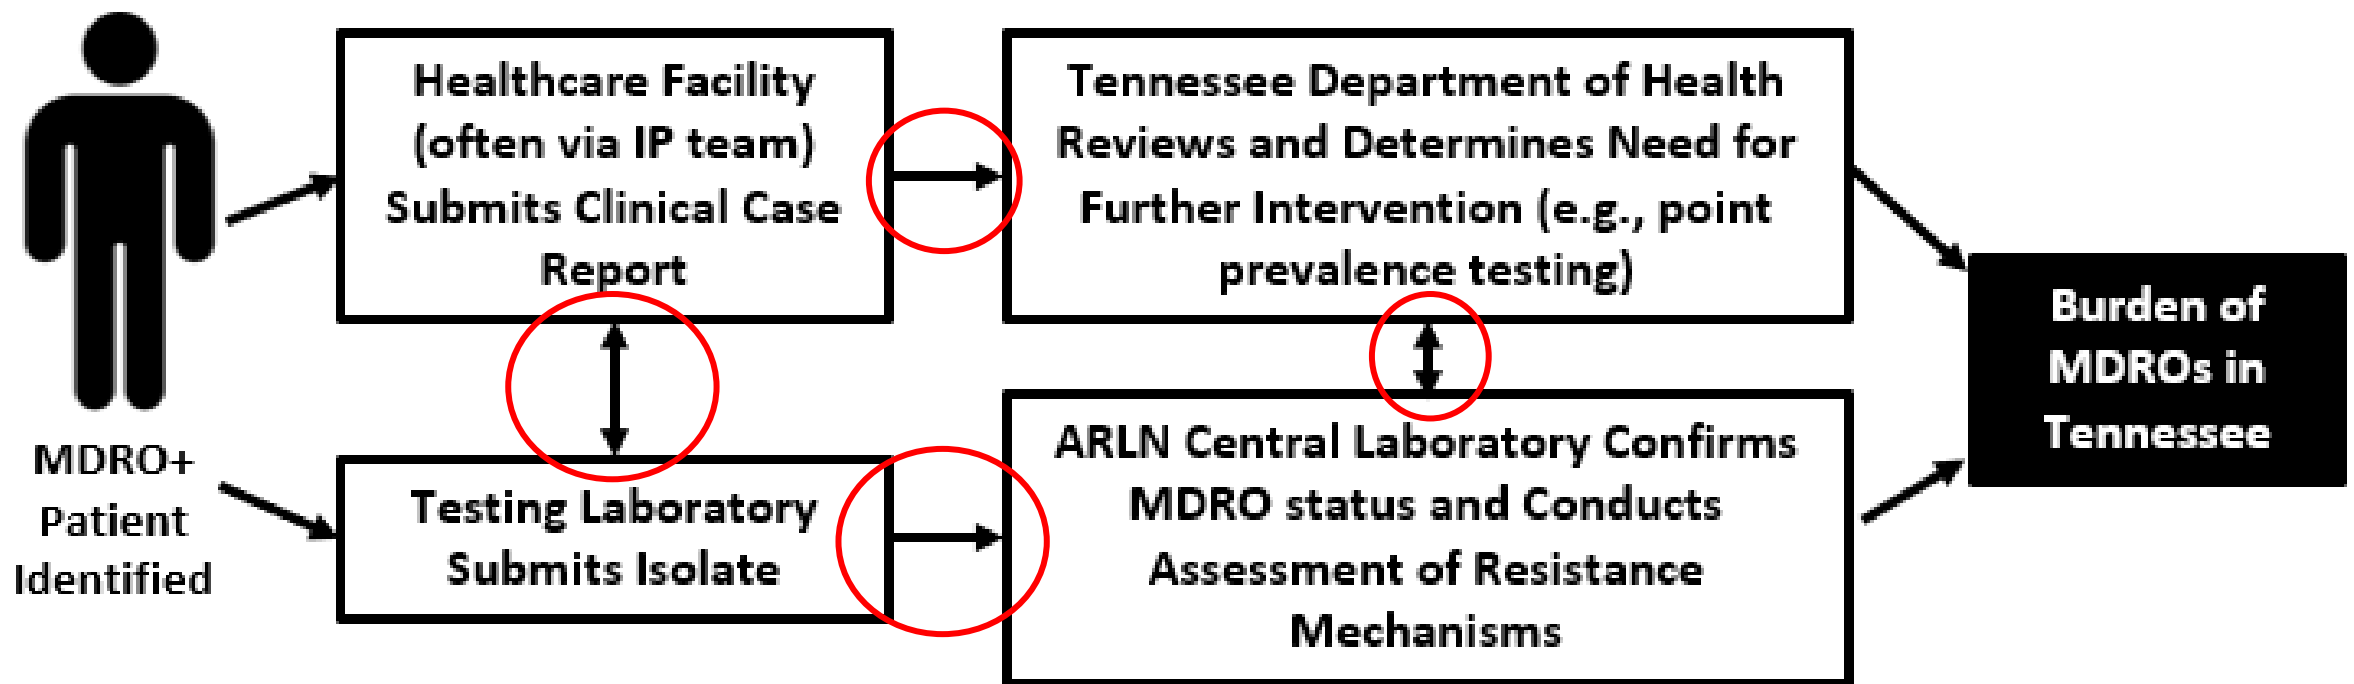 MDRO+
Patient
Identified
Healthcare Facility
(often via IP team)
Submits Clinical Case
Report
Testing Laboratory
Submits Isolate
Tennessee Department of Health
Reviews and Determines Need for
Further Intervention (e.g., point
prevalence testing)
ARLN Central Laboratory Confirms
MDRO status and Conducts
Assessment of Resistance
Mechanisms
Burden of
MDROs in
Tennessee